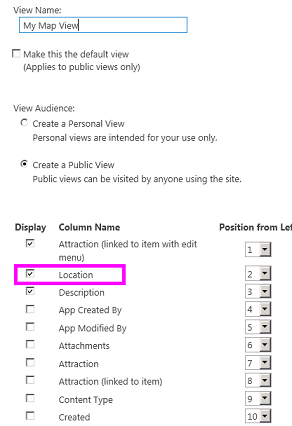 View Name:
My Map View
Make this the default view
(Applies to public views only)
View Audience:
Create a Personal View
Personal views are intended for your use only.
Create a Public View
Public views can be visited by anyone using the site.
Display Column Name Position from Lef
Attraction (linked to item with edit 1
menu)
Location 2
Description 3
App Created By 4
App Modified By 5
Attachments 6
Attraction 7
Attraction (linked to item) 8
Content Type 9
Created 10